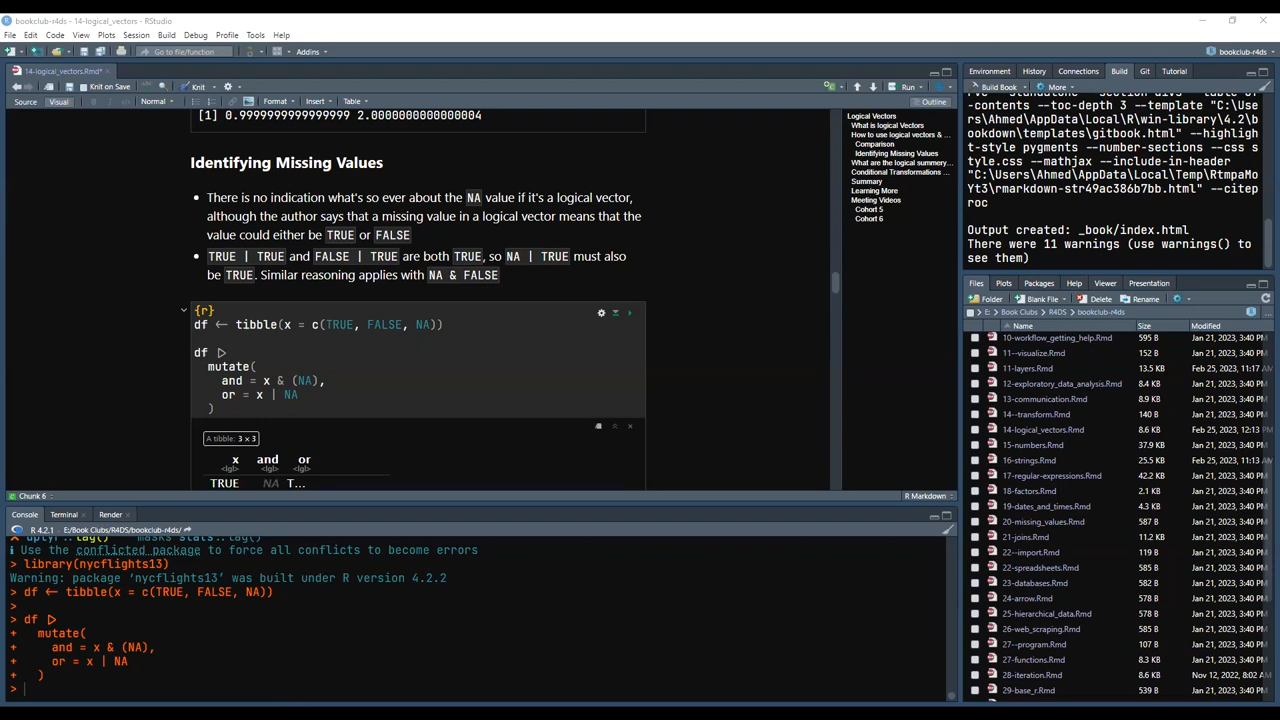 bookclub-r4ds - 14-logical_vectors - RStudio
File Edit Code View Plots Session Build Debug Profile Tools Help
Go to file/function Addins bookclub-r4ds
14-logical_vectors.Rmd*
Knit on Save Knit Run
Source Visual B I Normal Format Insert Table Outline
[1] 0.9999999999999999 2.0000000000000004
Identifying Missing Values
• There is no indication what's so ever about the NA value if it's a logical vector,
although the author says that a missing value in a logical vector means that the
value could either be TRUE or FALSE
• TRUE | TRUE and FALSE | TRUE are both TRUE, so NA | TRUE must also
be TRUE. Similar reasoning applies with NA & FALSE
{r}
df <- tibble(x = c(TRUE, FALSE, NA))
df |>
mutate(
and = x & (NA),
or = x | NA
)
A tibble: 3 × 3
x and or
<lgl> <lgl> <lgl>
TRUE NA T...
Chunk 6 R Markdown
Logical Vectors
What is logical Vectors
How to use logical vectors & ...
Comparison
Identifying Missing Values
What are the logical summery...
Conditional Transformations ...
Summary
Learning More
Meeting Videos
Cohort 5
Cohort 6
Console Terminal Render
R 4.2.1 . E:/Book Clubs/R4DS/bookclub-r4ds/
ℹ Use the conflicted package to force all conflicts to become errors
> library(nycflights13)
Warning: package ‘nycflights13’ was built under R version 4.2.2
> df <- tibble(x = c(TRUE, FALSE, NA))
>
> df |>
+ mutate(
+ and = x & (NA),
+ or = x | NA
+ )
>
Environment History Connections Build Git Tutorial
Build Book More
-contents --toc-depth 3 --template "C:\Use
rs\Ahmed\AppData\Local\R\win-library\4.2\b
ookdown\templates\gitbook.html" --highligh
t-style pygments --number-sections --css s
tyle.css --mathjax --include-in-header
"C:\Users\Ahmed\AppData\Local\Temp\RtmpaMo
Yt3\rmarkdown-str49ac386b7bb.html" --citep
roc
Output created: _book/index.html
There were 11 warnings (use warnings() to
see them)
Files Plots Packages Help Viewer Presentation
Folder Blank File Delete Rename
E: Book Clubs R4DS bookclub-r4ds
Name Size Modified
10-workflow_getting_help.Rmd 595 B Jan 21, 2023, 3:40 PM
11--visualize.Rmd 152 B Jan 21, 2023, 3:40 PM
11-layers.Rmd 13.5 KB Feb 25, 2023, 11:17 AM
12-exploratory_data_analysis.Rmd 8.4 KB Jan 21, 2023, 3:40 PM
13-communication.Rmd 8.9 KB Jan 21, 2023, 3:40 PM
14--transform.Rmd 140 B Jan 21, 2023, 3:40 PM
14-logical_vectors.Rmd 8.6 KB Feb 25, 2023, 12:13 PM
15-numbers.Rmd 37.9 KB Jan 21, 2023, 3:40 PM
16-strings.Rmd 25.5 KB Feb 25, 2023, 11:13 AM
17-regular-expressions.Rmd 42.2 KB Jan 21, 2023, 3:40 PM
18-factors.Rmd 2.1 KB Jan 21, 2023, 3:40 PM
19-dates_and_times.Rmd 4.3 KB Jan 21, 2023, 3:40 PM
20-missing_values.Rmd 587 B Jan 21, 2023, 3:40 PM
21-joins.Rmd 11.2 KB Jan 21, 2023, 3:40 PM
22--import.Rmd 119 B Jan 21, 2023, 3:40 PM
22-spreadsheets.Rmd 585 B Jan 21, 2023, 3:40 PM
23-databases.Rmd 582 B Jan 21, 2023, 3:40 PM
24-arrow.Rmd 578 B Jan 21, 2023, 3:40 PM
25-hierarchical_data.Rmd 578 B Jan 21, 2023, 3:40 PM
26-web_scraping.Rmd 585 B Jan 21, 2023, 3:40 PM
27--program.Rmd 107 B Jan 21, 2023, 3:40 PM
27-functions.Rmd 8.3 KB Jan 21, 2023, 3:40 PM
28-iteration.Rmd 8.6 KB Nov 12, 2022, 8:02 AM
29-base_r.Rmd 539 B Jan 21, 2023, 3:40 PM